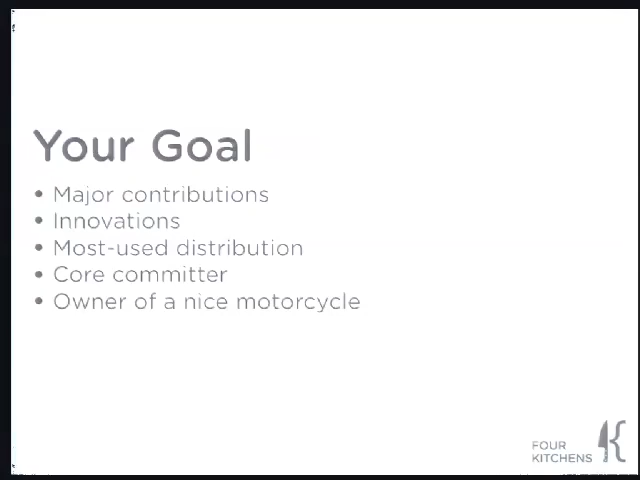 Your Goal
• Major contributions
• Innovations
• Most-used distribution
• Core committer
• Owner of a nice motorcycle
FOUR
KITCHENS